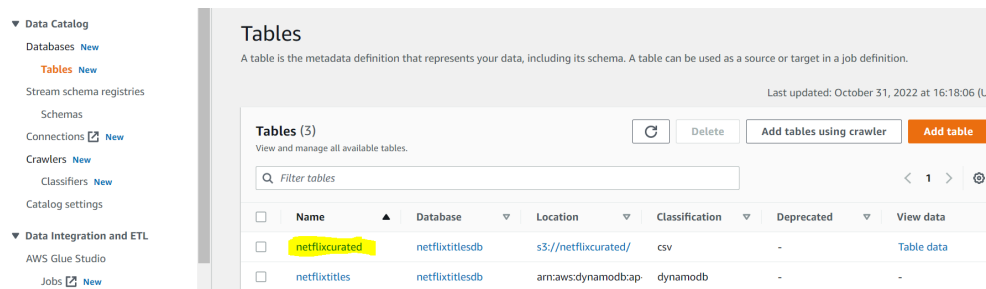 Data Catalog
Databases New
Tables New
Stream schema registries
Schemas
Connections New
Crawlers New
Classifiers New
Catalog settings
Data Integration and ETL
AWS Glue Studio
Jobs New
Tables
A table is the metadata definition that represents your data, including its schema. A table can be used as a source or target in a job definition.
Last updated: October 31, 2022 at 16:18:06 (U
Tables (3)
View and manage all available tables.
Delete
Add tables using crawler
Add table
Filter tables
1
Name Database Location Classification Deprecated View data
netflixcurated netflixtitlesdb s3://netflixcurated/ csv - Table data
netflixtitles netflixtitlesdb arn:aws:dynamodb:ap- dynamodb - -